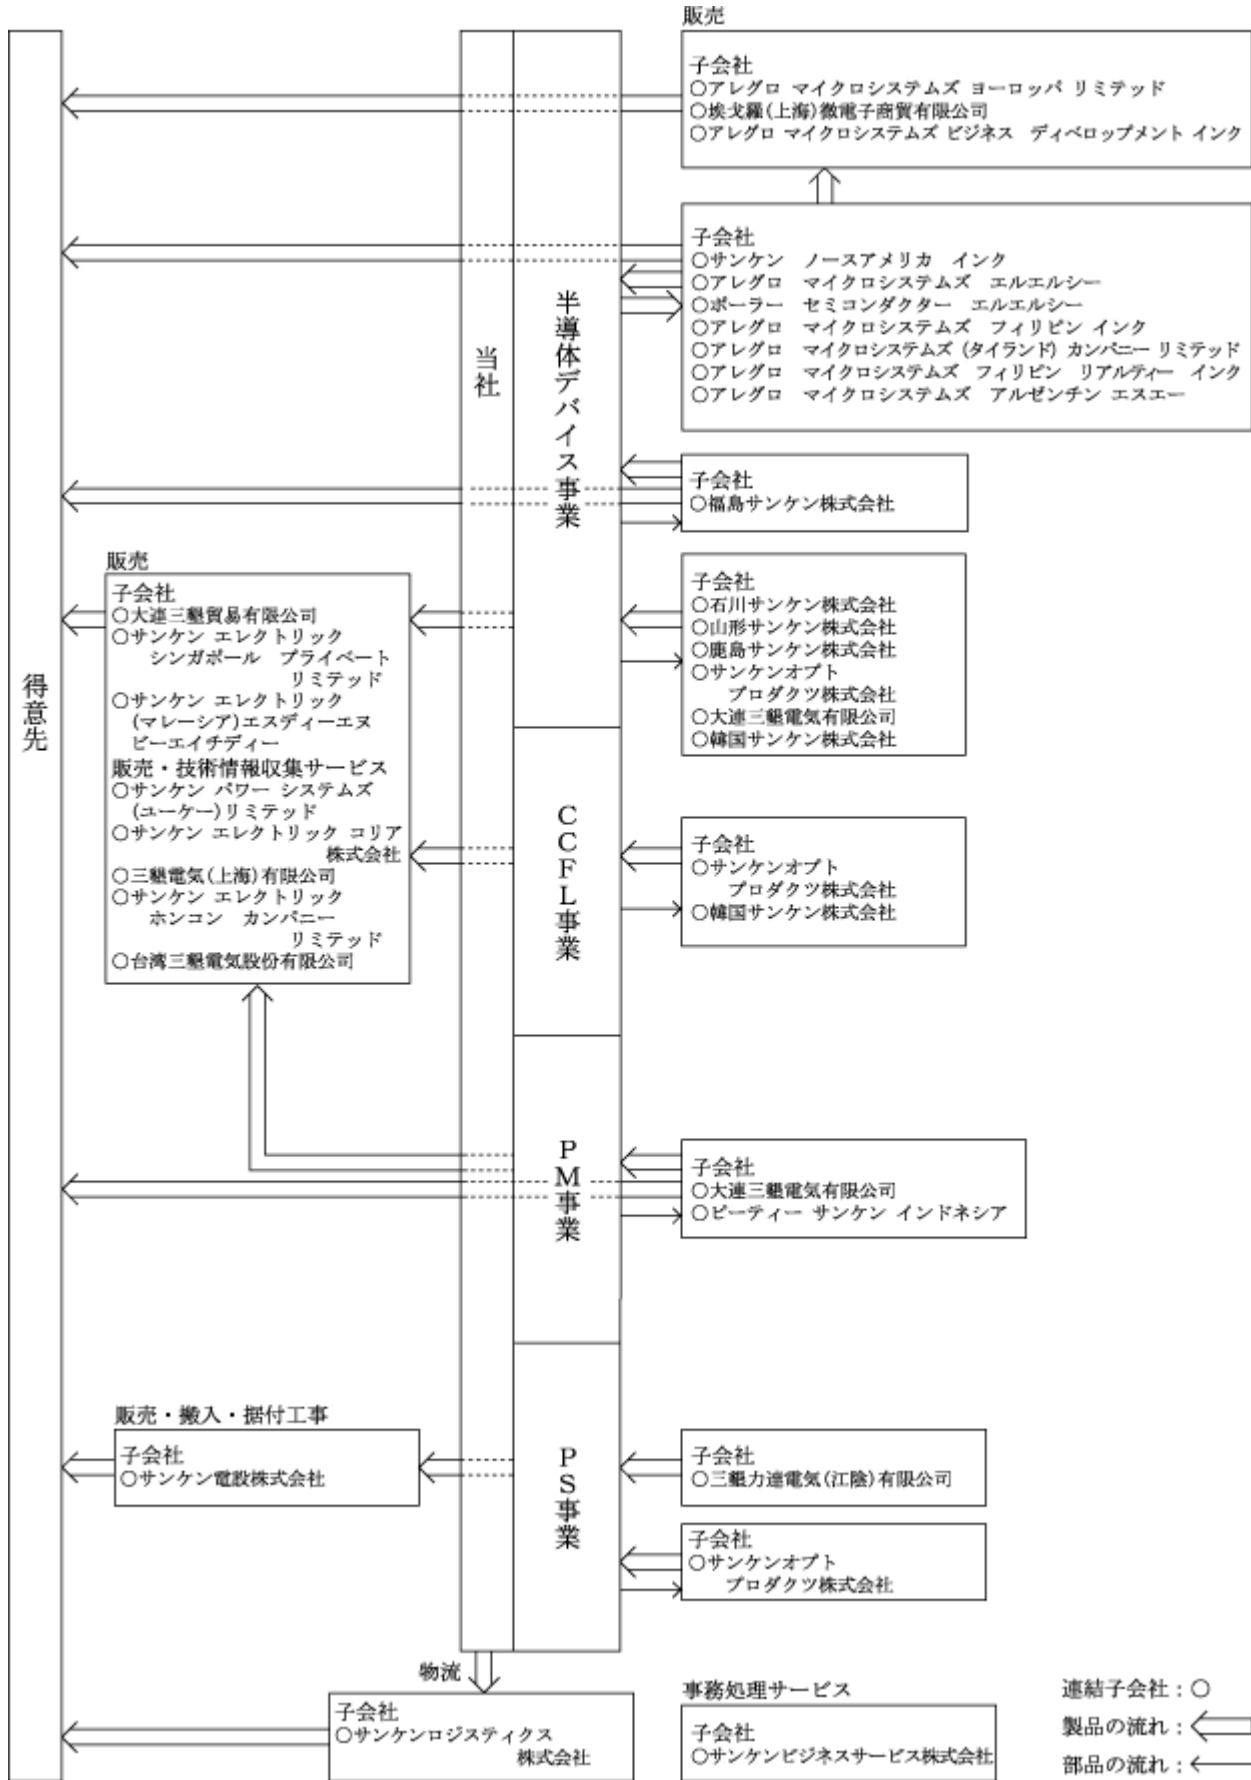 販売
子会社
○アレグロ マイクロシステムズ ヨーロッパ リミテッド
○埃戈羅(上海)微電子商貿有限公司
○アレグロ マイクロシステムズ ビジネス ディベロップメント インク
子会社
○サンケン ノースアメリカ インク
○アレグロ マイクロシステムズ エルエルシー
○ポーラー セミコンダクター エルエルシー
○アレグロ マイクロシステムズ フィリピン インク
○アレグロ マイクロシステムズ (タイランド) カンパニー リミテッド
○アレグロ マイクロシステムズ フィリピン リアルティー インク
○アレグロ マイクロシステムズ アルゼンチン エスエー
半導体デバイス事業
当社
子会社
○福島サンケン株式会社
子会社
○石川サンケン株式会社
○山形サンケン株式会社
○鹿島サンケン株式会社
○サンケンオプト
プロダクツ株式会社
○大連三墾電気有限公司
○韓国サンケン株式会社
得意先
販売
子会社
○大連三墾貿易有限公司
○サンケン エレクトリック
シンガポール プライベート
リミテッド
○サンケン エレクトリック
(マレーシア)エスディーエヌ
ビーエイチディー
販売・技術情報収集サービス
○サンケン パワー システムズ
(ユーケー)リミテッド
○サンケン エレクトリック コリア
株式会社
○三墾電気(上海)有限公司
○サンケン エレクトリック
ホンコン カンパニー
リミテッド
○台湾三墾電気股份有限公司
CCFL事業
子会社
○サンケンオプト
プロダクツ株式会社
○韓国サンケン株式会社
PM事業
子会社
○大連三墾電気有限公司
○ピーティー サンケン インドネシア
PS事業
販売・搬入・据付工事
子会社
○サンケン電設株式会社
子会社
○三墾力達電気(江陰)有限公司
子会社
○サンケンオプト
プロダクツ株式会社
物流
子会社
○サンケンロジスティクス
株式会社
事務処理サービス
子会社
○サンケンビジネスサービス株式会社
連結子会社：○
製品の流れ：
部品の流れ：